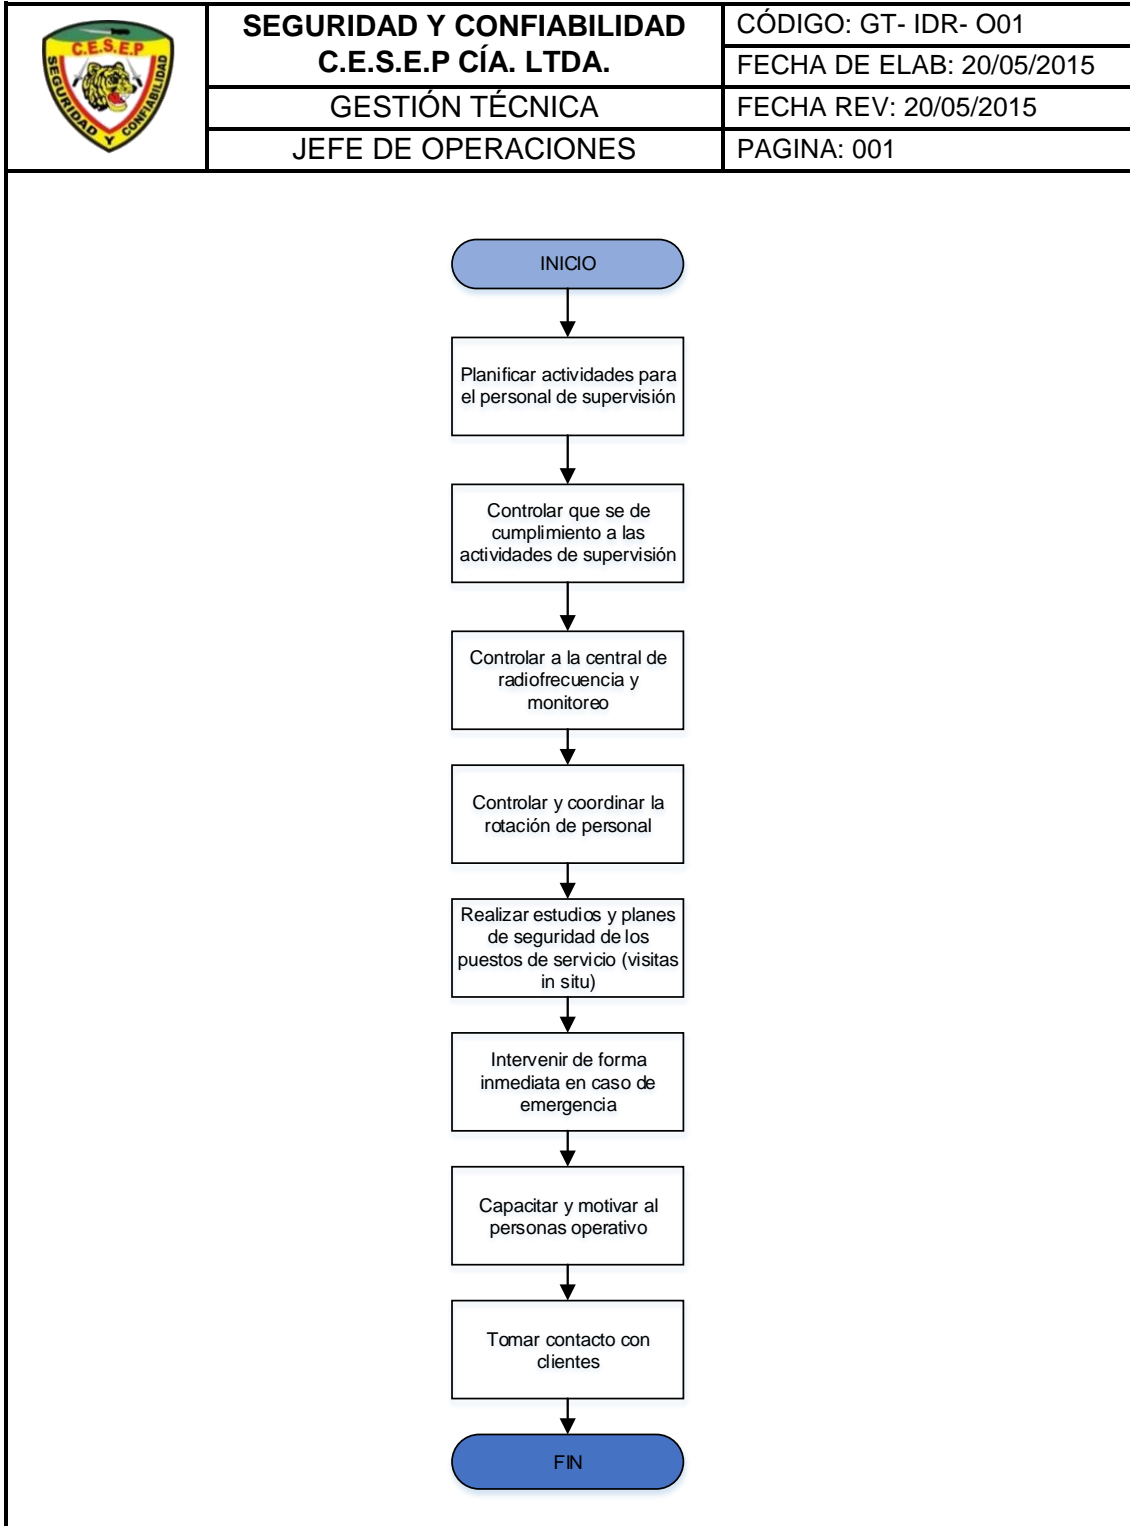 C.E.S.E.P
SEGURIDAD Y CONFIABILIDAD
SEGURIDAD Y CONFIABILIDAD
C.E.S.E.P CÍA. LTDA.
GESTIÓN TÉCNICA
JEFE DE OPERACIONES
CÓDIGO: GT- IDR- O01
FECHA DE ELAB: 20/05/2015
FECHA REV: 20/05/2015
PAGINA: 001
INICIO
Planificar actividades para
el personal de supervisión
Controlar que se de
cumplimiento a las
actividades de supervisión
Controlar a la central de
radiofrecuencia y
monitoreo
Controlar y coordinar la
rotación de personal
Realizar estudios y planes
de seguridad de los
puestos de servicio (visitas
in situ)
Intervenir de forma
inmediata en caso de
emergencia
Capacitar y motivar al
personas operativo
Tomar contacto con
clientes
FIN